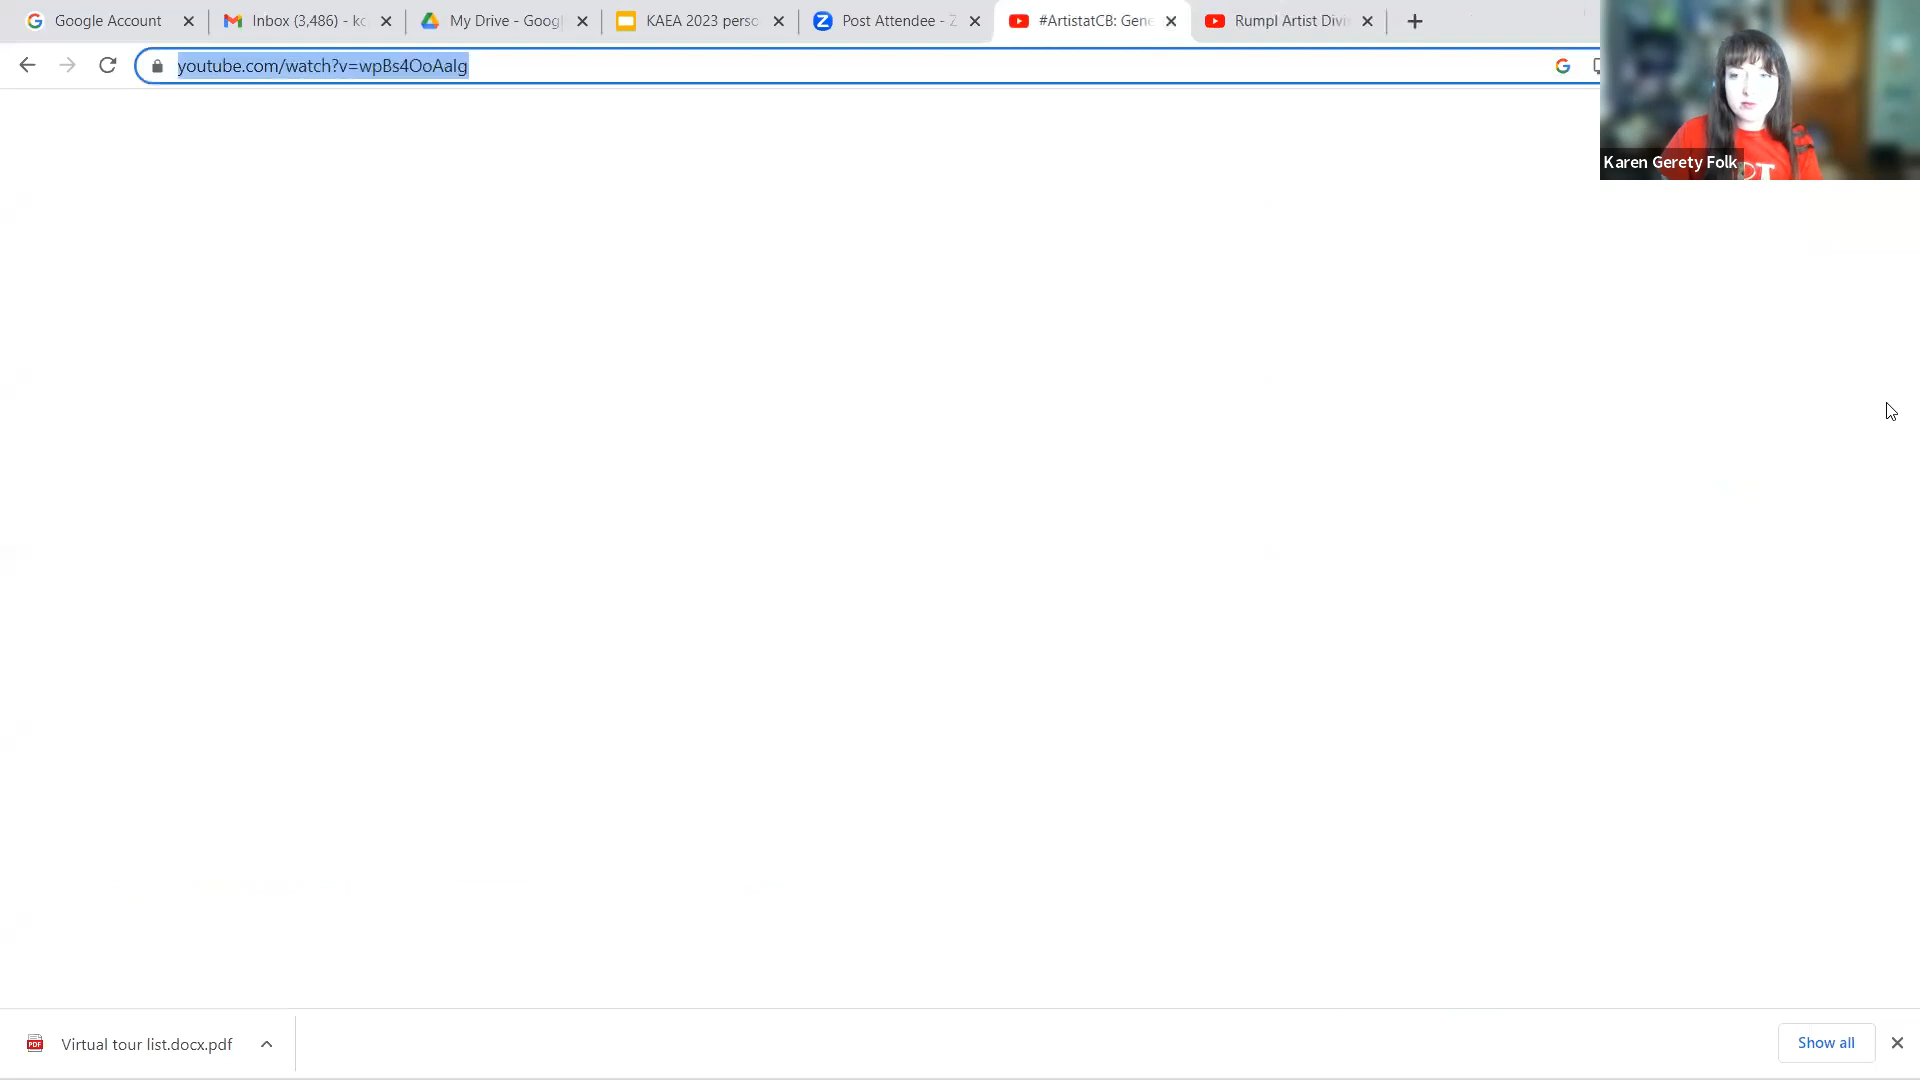 Google Account
Inbox (3,486) - kc
My Drive - Googl
KAEA 2023 perso
Post Attendee - Z
#ArtistatCB: Gene
Rumpl Artist Divi
youtube.com/watch?v=wpBs4OoAaIg
Karen Gerety Folk
Virtual tour list.docx.pdf
Show all